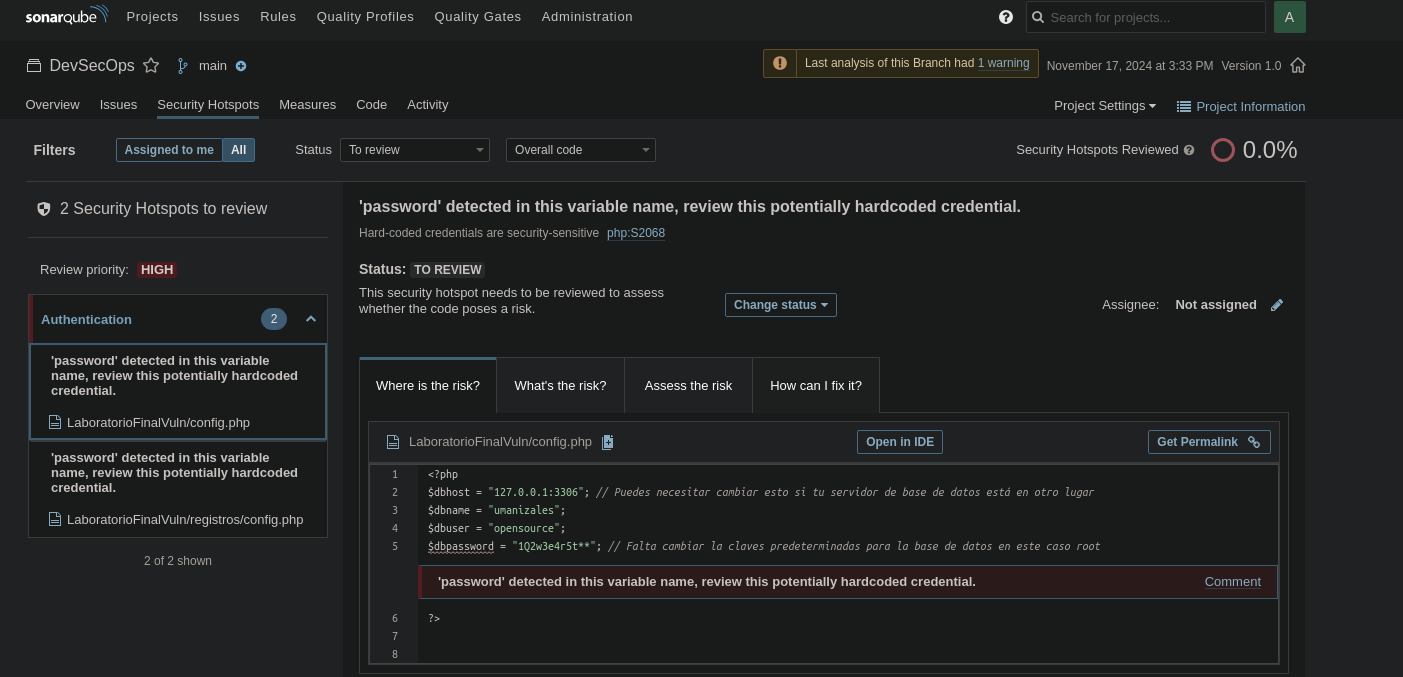 sonarqube Projects Issues Rules Quality Profiles Quality Gates Administration ? Search for projects... A
DevSecOps main Last analysis of this Branch had 1 warning November 17, 2024 at 3:33 PM Version 1.0
Overview Issues Security Hotspots Measures Code Activity Project Settings Project Information
Filters Assigned to me All Status To review Overall code Security Hotspots Reviewed ? 0.0%
2 Security Hotspots to review
Review priority: HIGH
Authentication 2
'password' detected in this variable
name, review this potentially hardcoded
credential.
LaboratorioFinalVuln/config.php
'password' detected in this variable
name, review this potentially hardcoded
credential.
LaboratorioFinalVuln/registros/config.php
2 of 2 shown
'password' detected in this variable name, review this potentially hardcoded credential.
Hard-coded credentials are security-sensitive php:S2068
Status: TO REVIEW
This security hotspot needs to be reviewed to assess
whether the code poses a risk.
Change status
Assignee: Not assigned
Where is the risk? What's the risk? Assess the risk How can I fix it?
LaboratorioFinalVuln/config.php Open in IDE Get Permalink
1 <?php
2 $dbhost = "127.0.0.1:3306"; // Puedes necesitar cambiar esto si tu servidor de base de datos está en otro lugar
3 $dbname = "umanizales";
4 $dbuser = "opensource";
5 $dbpassword = "1Q2w3e4r5t**"; // Falta cambiar la claves predeterminadas para la base de datos en este caso root
'password' detected in this variable name, review this potentially hardcoded credential. Comment
6 ?>
7
8